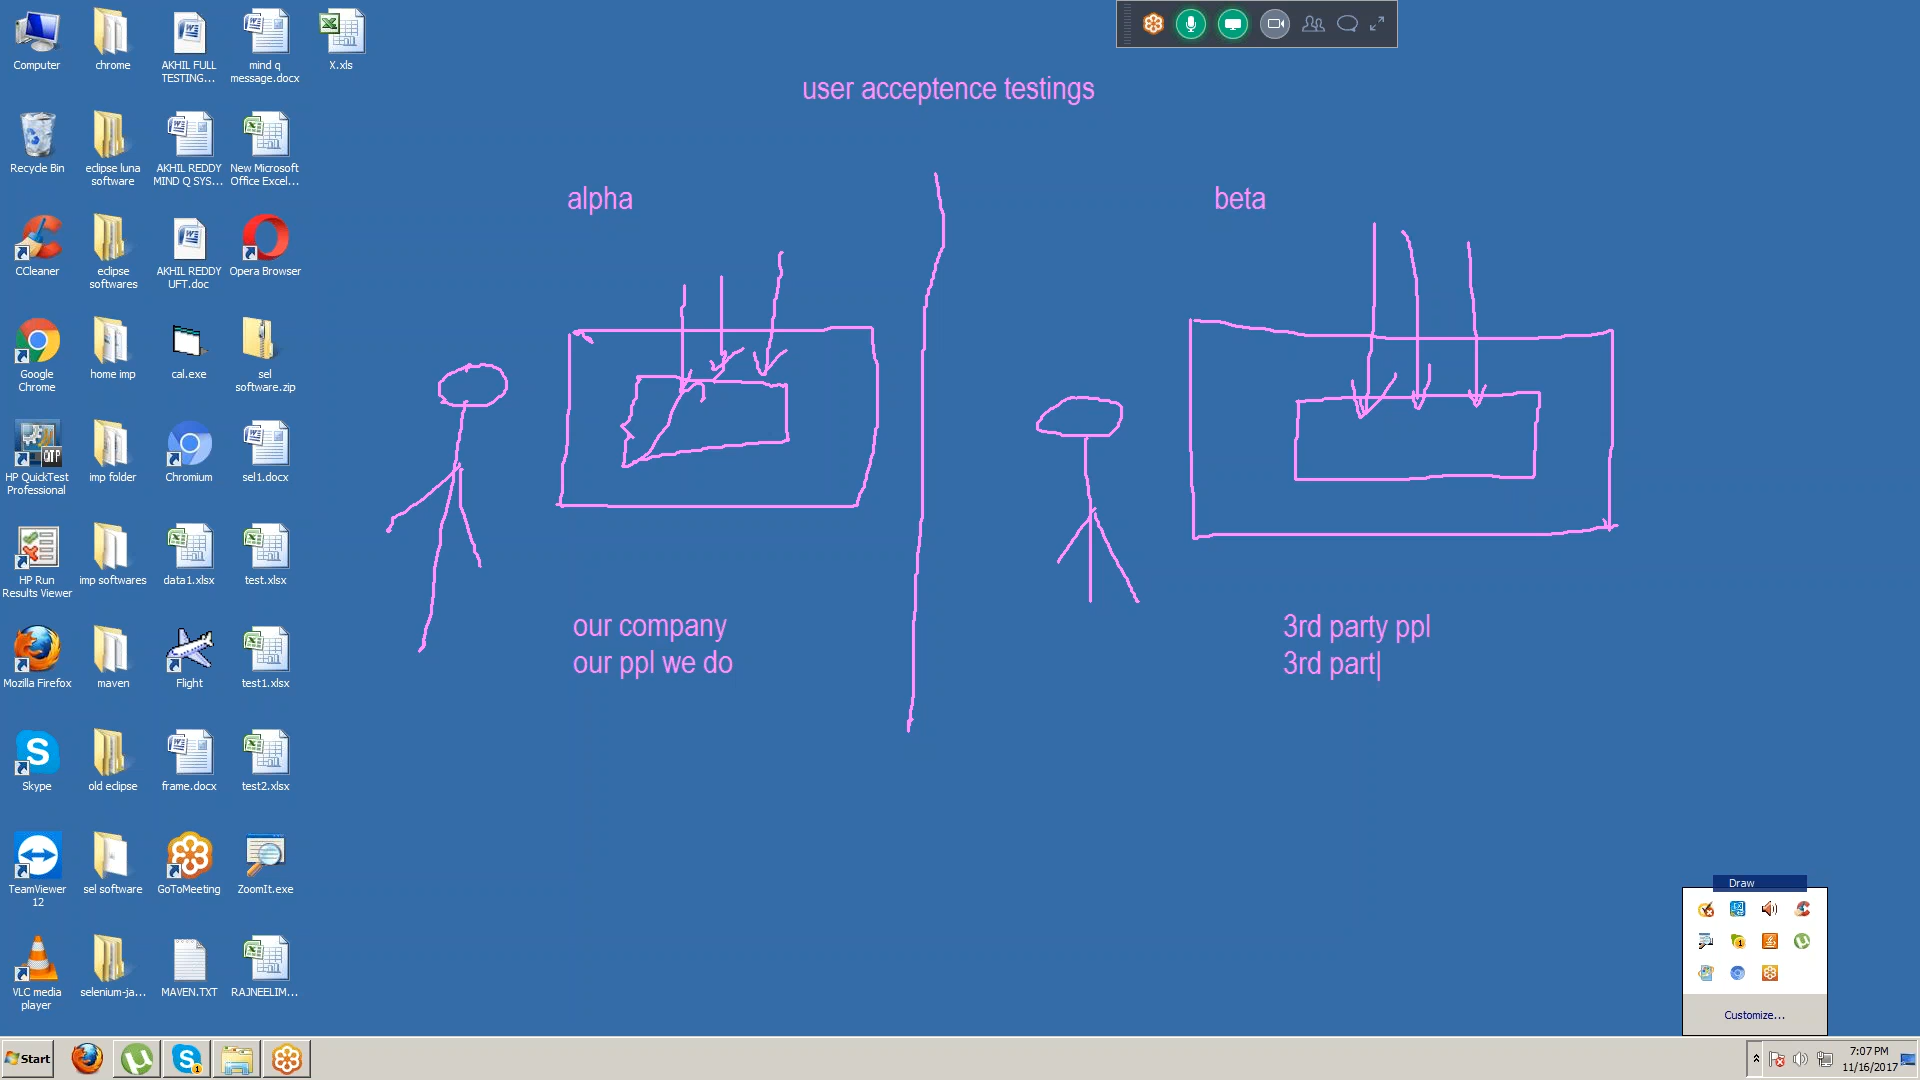 Computer
chrome
AKHIL FULL
TESTING...
mind q
message.docx
X.xls
user acceptence testings
Recycle Bin
eclipse luna
software
AKHIL REDDY
MIND Q SYS...
New Microsoft
Office Excel...
alpha
beta
CCleaner
eclipse
softwares
AKHIL REDDY
UFT.doc
Opera Browser
Google
Chrome
home imp
cal.exe
sel
software.zip
HP QuickTest
Professional
QTP
imp folder
Chromium
sel1.docx
HP Run
Results Viewer
imp softwares
data1.xlsx
test.xlsx
our company
our ppl we do
3rd party ppl
3rd part
Mozilla Firefox
maven
Flight
test1.xlsx
Skype
old eclipse
frame.docx
test2.xlsx
TeamViewer
12
sel software
GoToMeeting
ZoomIt.exe
Draw
VLC media
player
selenium-ja...
MAVEN.TXT
RAJNEELIM...
Customize...
Start
7:07 PM
11/16/2017